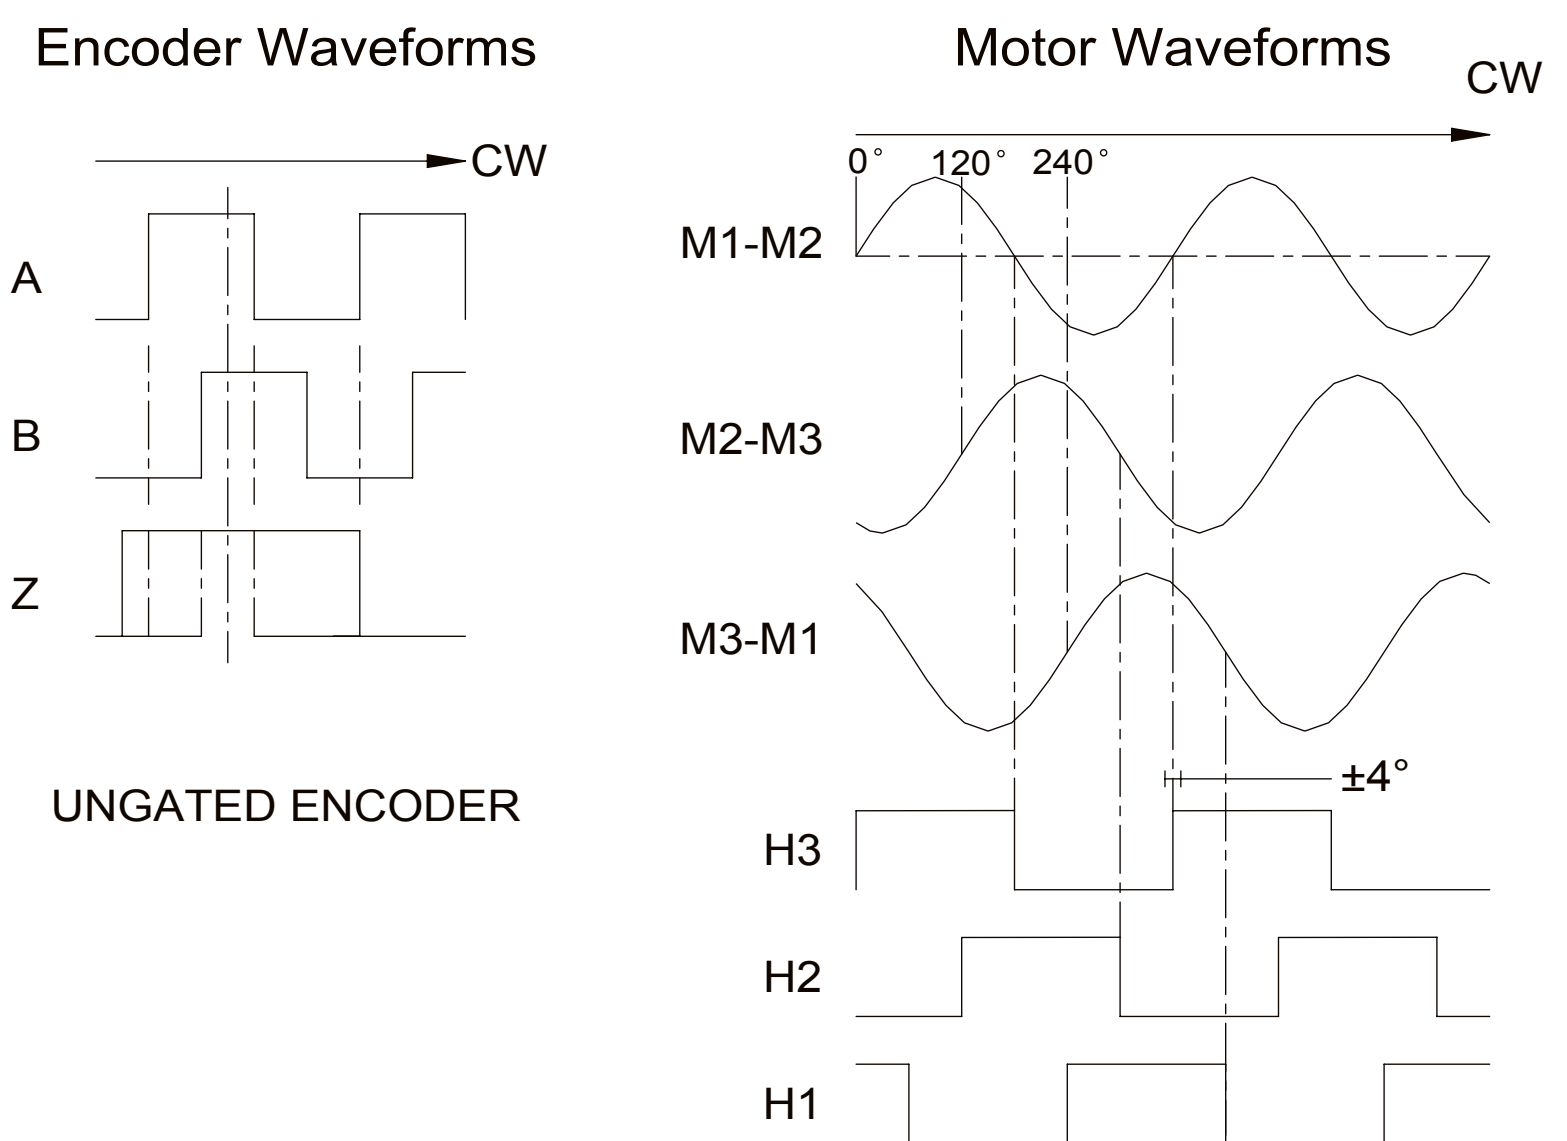 Encoder Waveforms
Motor Waveforms
CW
CW
0° 120° 240°
M1-M2
A
M2-M3
B
Z
M3-M1
±4°
UNGATED ENCODER
H3
H2
H1